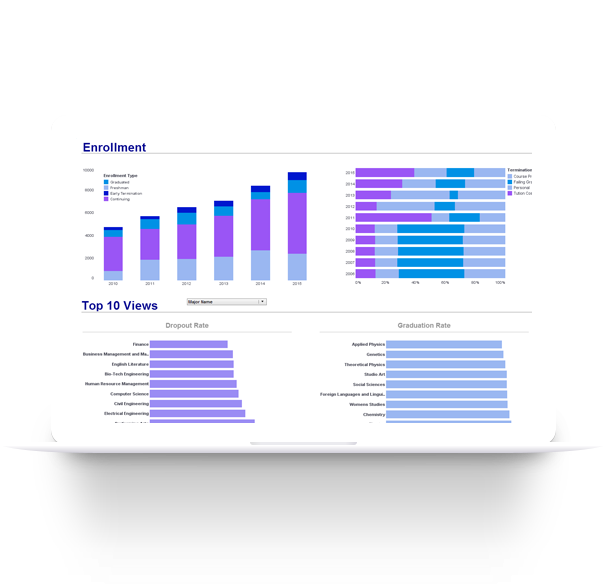 Enrollment
10000
8000
6000
4000
2000
0
Enrollment Type
Graduated
Freshman
Early Termination
Continuing
2010 2011 2012 2013 2014 2015
2015
2014
2013
2012
2011
2010
2009
2008
2007
2006
0% 20% 40% 60% 80% 100%
Termination
Course Pr
Failing Gra
Personal
Tution Cos
Top 10 Views
Major Name
Dropout Rate
Finance
Business Management and Ma..
English Literature
Bio-Tech Engineering
Human Resource Management
Computer Science
Civil Engineering
Electrical Engineering
Graduation Rate
Applied Physics
Genetics
Theoretical Physics
Studio Art
Social Sciences
Foreign Languages and Lingui..
Womens Studies
Chemistry